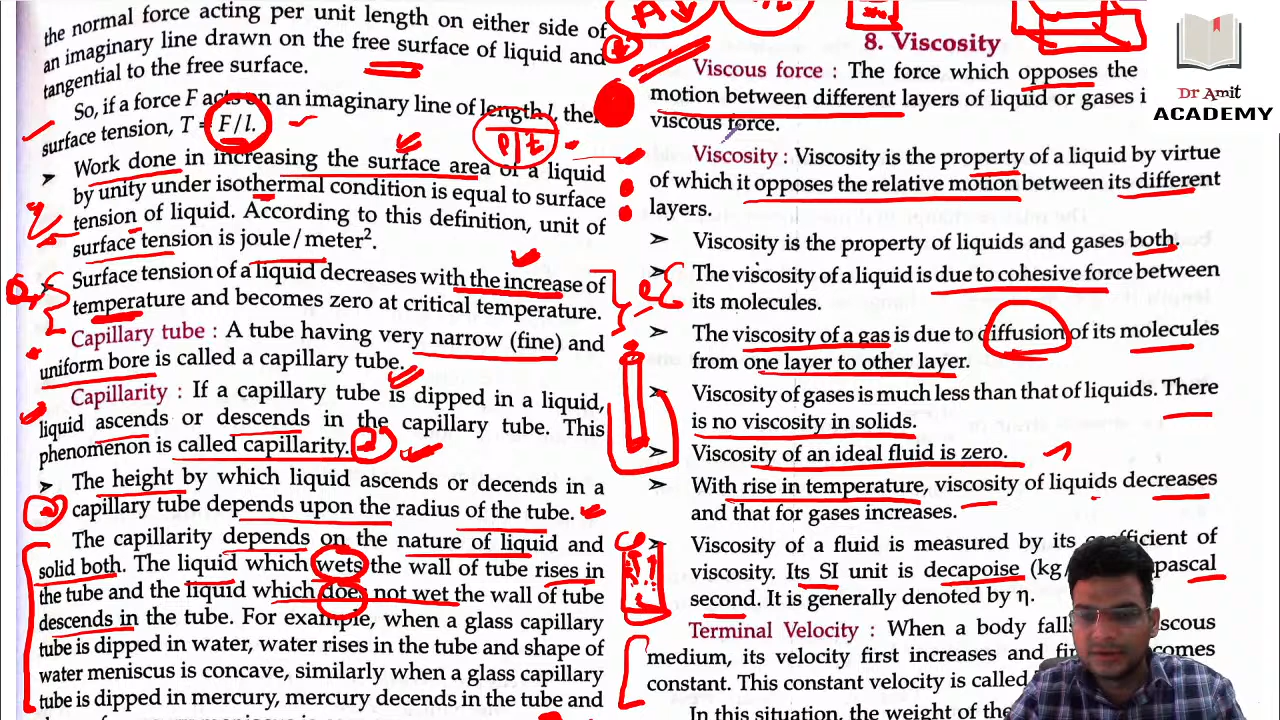 the normal force acting per unit length on either side of
an imaginary line drawn on the free surface of liquid and
tangential to the free surface.
So, if a force F acts on an imaginary line of length l, then
surface tension, T = F/l.
P | t
➤ Work done in increasing the surface area of a liquid
by unity under isothermal condition is equal to surface
tension of liquid. According to this definition, unit of
surface tension is joule/meter².
Surface tension of a liquid decreases with the increase of
temperature and becomes zero at critical temperature.
Capillary tube : A tube having very narrow (fine) and
uniform bore is called a capillary tube.
Capillarity : If a capillary tube is dipped in a liquid,
liquid ascends or descends in the capillary tube. This
phenomenon is called capillarity.
➤ The height by which liquid ascends or decends in a
capillary tube depends upon the radius of the tube.
The capillarity depends on the nature of liquid and
solid both. The liquid which wets the wall of tube rises in
the tube and the liquid which does not wet the wall of tube
descends in the tube. For example, when a glass capillary
tube is dipped in water, water rises in the tube and shape of
water meniscus is concave, similarly when a glass capillary
tube is dipped in mercury, mercury decends in the tube and
8. Viscosity
Viscous force : The force which opposes the
motion between different layers of liquid or gases i
viscous force.
Viscosity : Viscosity is the property of a liquid by virtue
of which it opposes the relative motion between its different
layers.
➤ Viscosity is the property of liquids and gases both.
➤ The viscosity of a liquid is due to cohesive force between
its molecules.
➤ The viscosity of a gas is due to diffusion of its molecules
from one layer to other layer.
➤ Viscosity of gases is much less than that of liquids. There
is no viscosity in solids.
➤ Viscosity of an ideal fluid is zero.
➤ With rise in temperature, viscosity of liquids decreases
and that for gases increases.
➤ Viscosity of a fluid is measured by its coefficient of
viscosity. Its SI unit is decapoise (kg/ pascal
second. It is generally denoted by η.
Terminal Velocity : When a body fall
medium, its velocity first increases and
constant. This constant velocity is called
In this situation, the weight of the
Dr Amit
ACADEMY